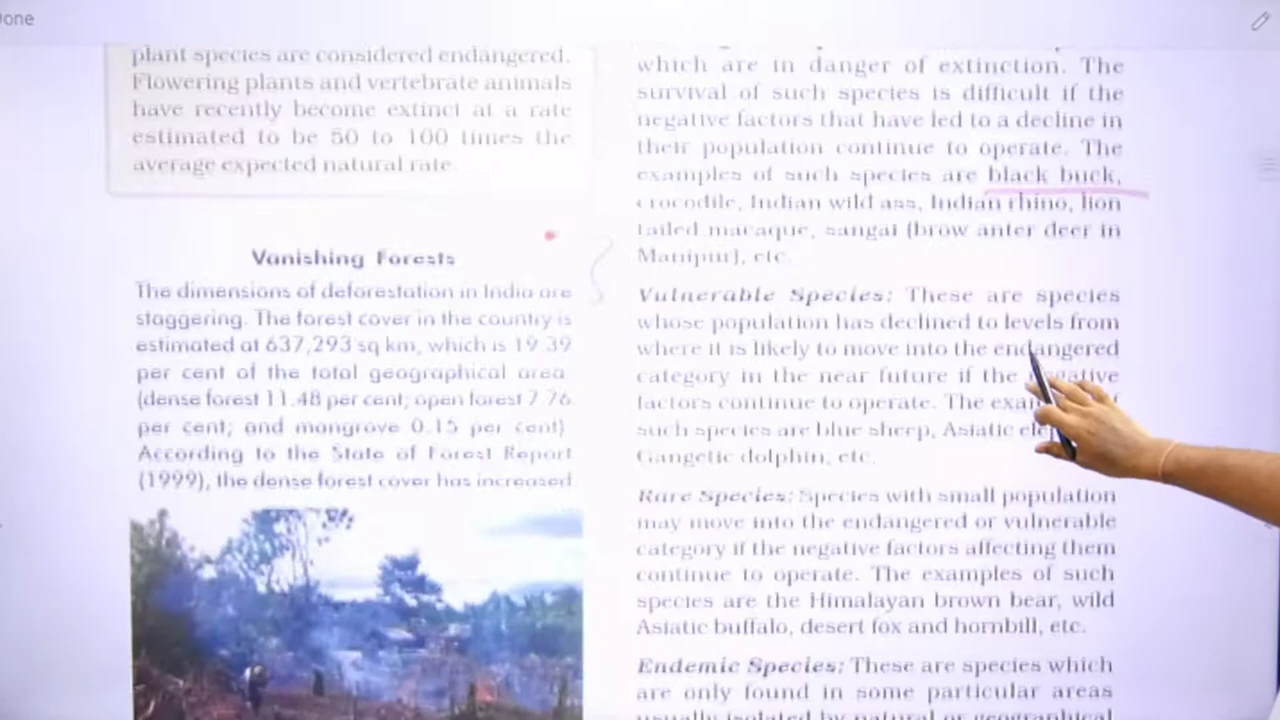 Done
plant species are considered endangered.
Flowering plants and vertebrate animals
have recently become extinct at a rate
estimated to be 50 to 100 times the
average expected natural rate.
Vanishing Forests
The dimensions of deforestation in India are
staggering. The forest cover in the country is
estimated at 637,293 sq km, which is 19.39
per cent of the total geographical area
(dense forest 11.48 per cent; open forest 7.76
per cent; and mangrove 0.15 per cent)
According to the State of Forest Report
(1999), the dense forest cover has increased
which are in danger of extinction. The
survival of such species is difficult if the
negative factors that have led to a decline in
their population continue to operate. The
examples of such species are black buck,
crocodile, Indian wild ass, Indian rhino, lion
tailed macaque, sangai (brow anter deer in
Manipur), etc.
Vulnerable Species: These are species
whose population has declined to levels from
where it is likely to move into the endangered
category in the near future if the negative
factors continue to operate. The
such species are blue sheep, Asiatic
Gangetic dolphin, etc.
Rare Species: Species with small population
may move into the endangered or vulnerable
category if the negative factors affecting them
continue to operate. The examples of such
species are the Himalayan brown bear, wild
Asiatic buffalo, desert fox and hornbill, etc.
Endemic Species: These are species which
are only found in some particular areas
usually isolated by natural or geographical